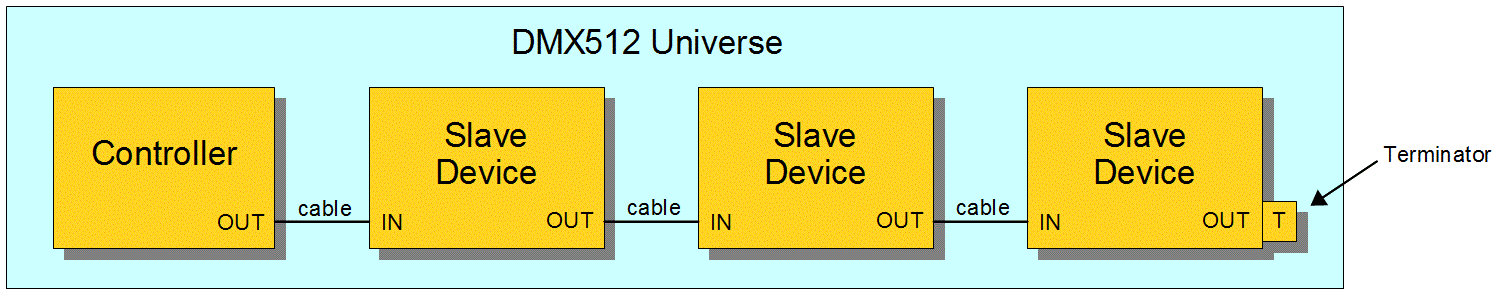 DMX512 Universe
Controller
OUT
cable
Slave
Device
IN
OUT
cable
Slave
Device
IN
OUT
cable
Slave
Device
IN
OUT
T
Terminator